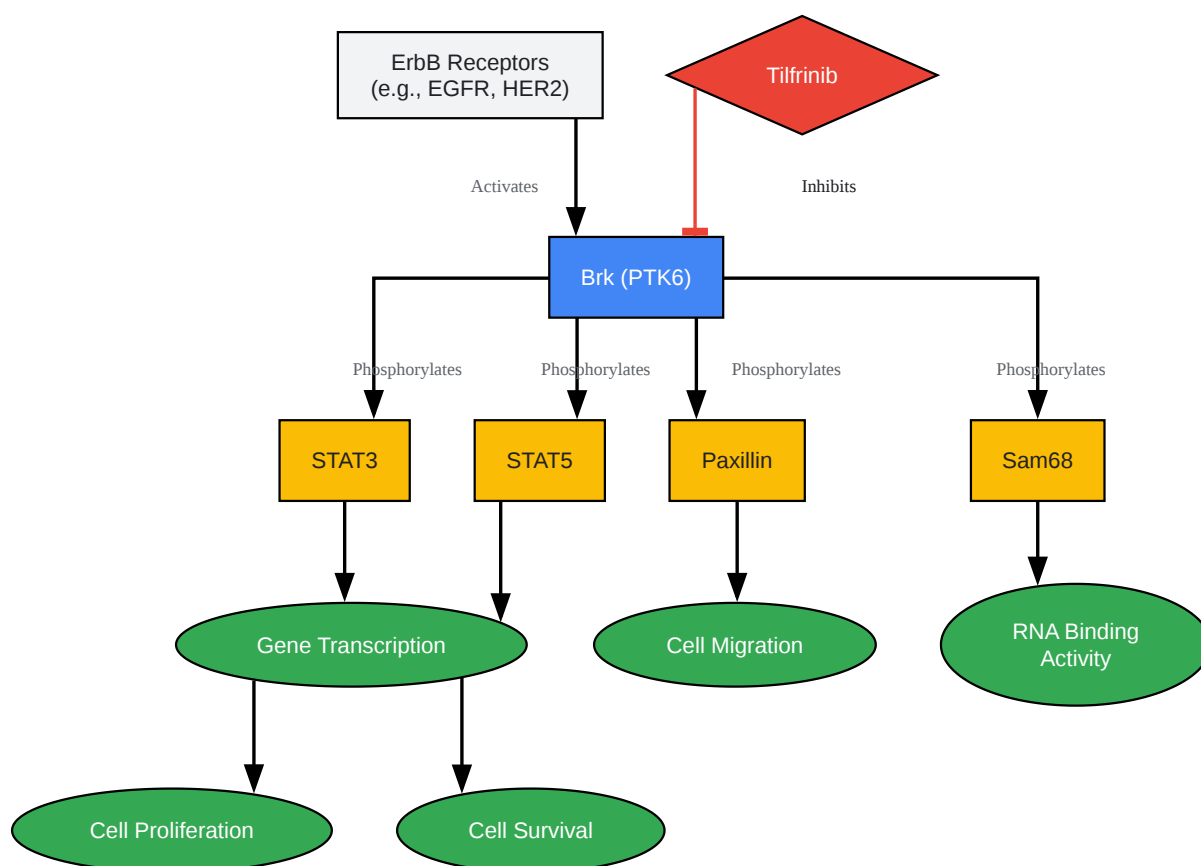 ErbB Receptors
(e.g., EGFR, HER2)
Tilfrinib
Activates
Inhibits
Brk (PTK6)
Phosphorylates
Phosphorylates
Phosphorylates
Phosphorylates
STAT3
STAT5
Paxillin
Sam68
Gene Transcription
Cell Migration
RNA Binding
Activity
Cell Proliferation
Cell Survival